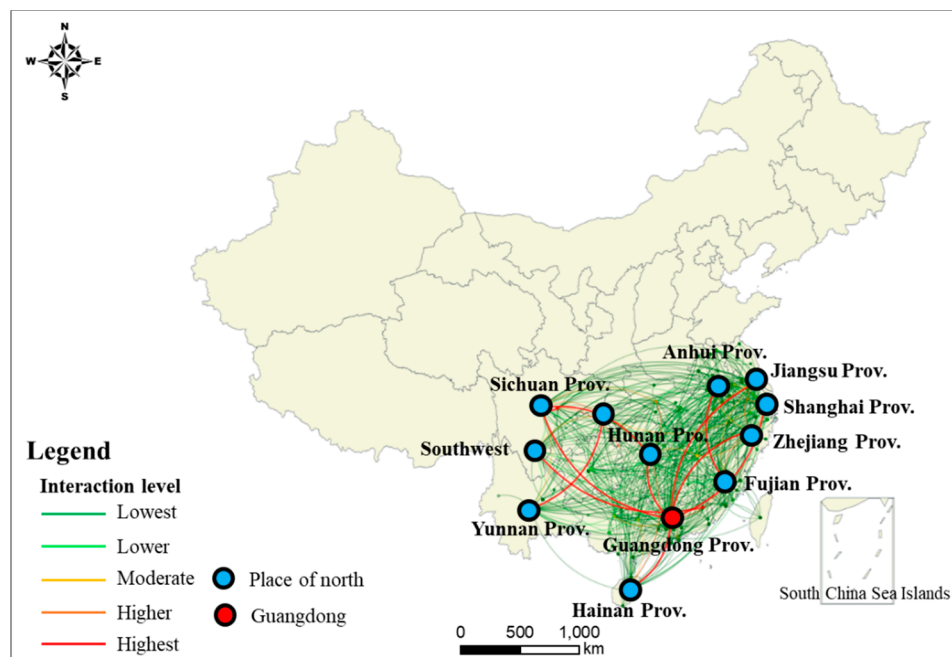 N
W E
S
Anhui Prov.
Jiangsu Prov.
Sichuan Prov.
Shanghai Prov.
Hunan Pro.
Zhejiang Prov.
Southwest
Fujian Prov.
Yunnan Prov.
Guangdong Prov.
Hainan Prov.
South China Sea Islands
Legend
Interaction level
Lowest
Lower
Moderate
Higher
Highest
Place of north
Guangdong
0 500 1,000
km